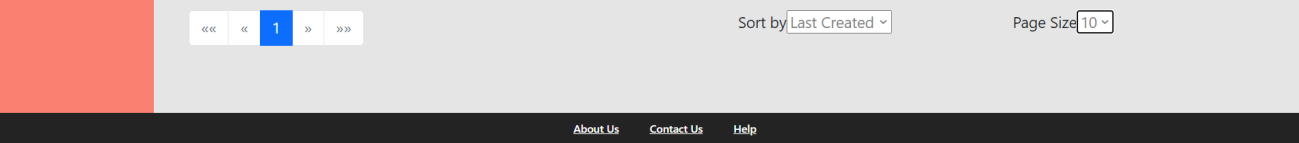 «« « 1 » »» Sort by Last Created Page Size 10
About Us Contact Us Help